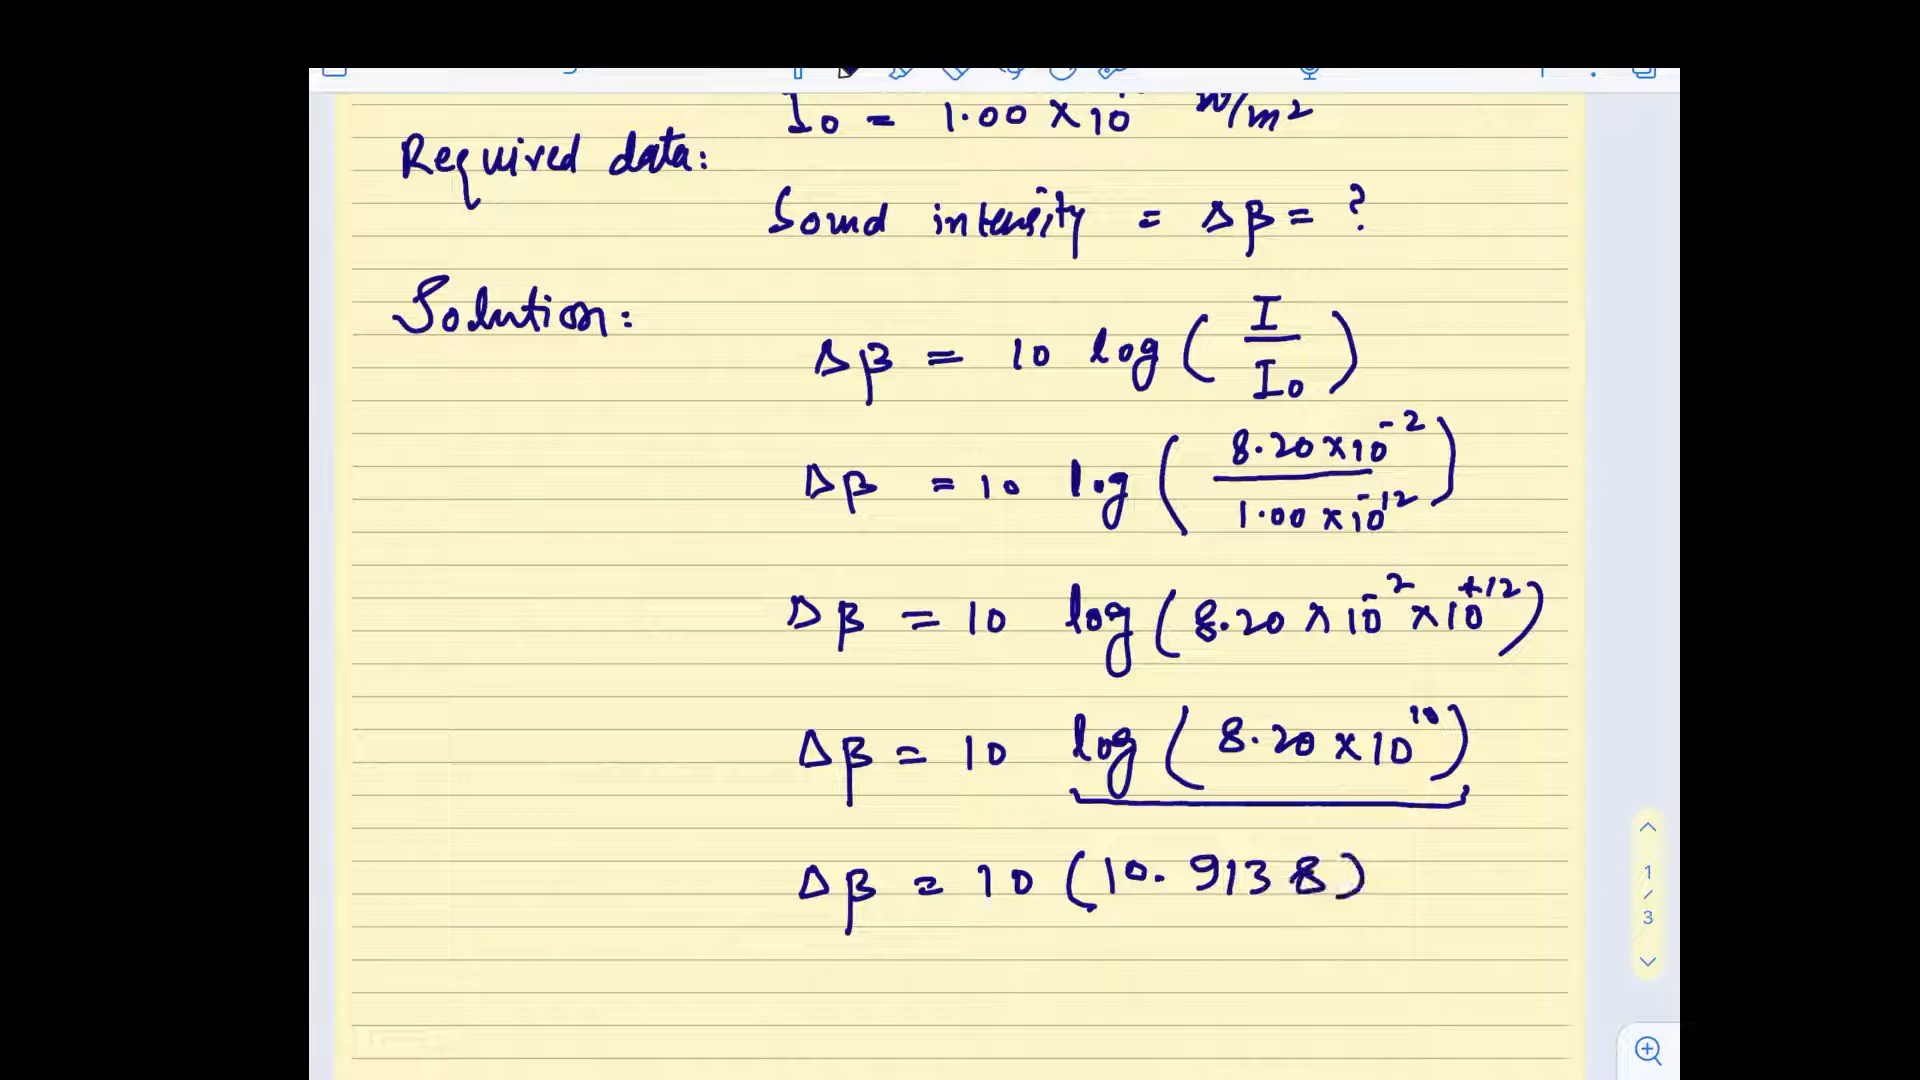 I₀ = 1.00 × 10 W/m²
Required data:
Sound intensity = Δβ = ?
Solution:
Δβ = 10 log (I/I₀)
Δβ = 10 log (8.20×10⁻²/1.00×10⁻¹²)
Δβ = 10 log (8.20 × 10⁻² × 10⁺¹²)
Δβ = 10 log (8.20 × 10¹⁰)
Δβ = 10 (10.9138)
1
/
3